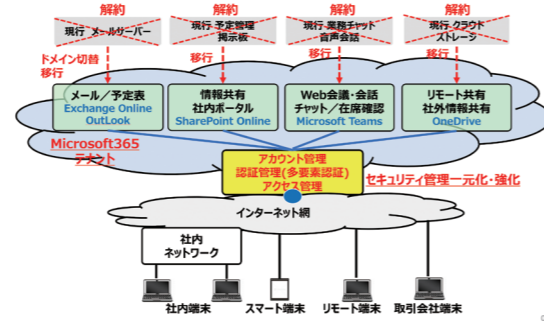 解約
解約
解約
解約
現行 メールサーバー
現行 予定管理
掲示板
現行 業務チャット
音声会話
現行 クラウド
ストレージ
ドメイン切替
移行
移行
移行
移行
メール／予定表
Exchange Online
OutLook
情報共有
社内ポータル
SharePoint Online
Web会議・会話
チャット／在席確認
Microsoft Teams
リモート共有
社外情報共有
OneDrive
Microsoft365
テナント
アカウント管理
認証管理(多要素認証)
アクセス管理
セキュリティ管理一元化・強化
インターネット網
社内
ネットワーク
社内端末
スマート端末
リモート端末
取引会社端末